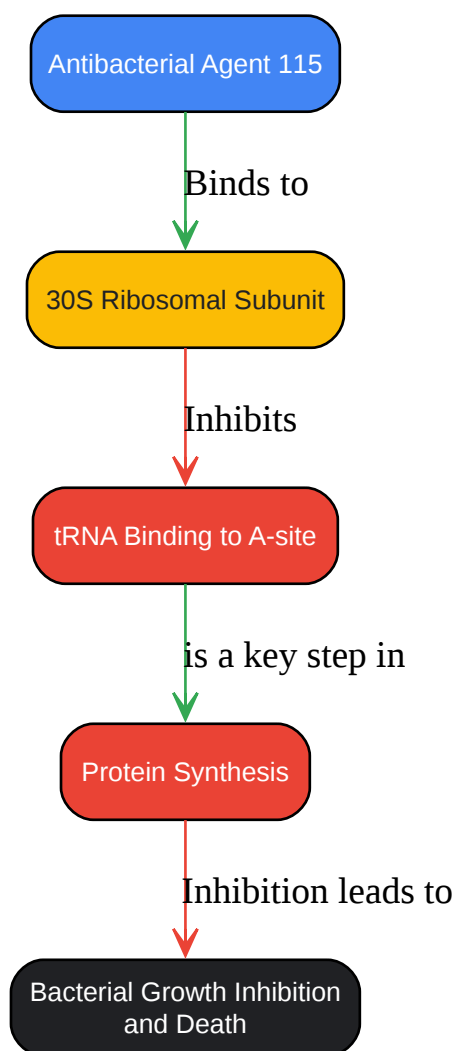 Antibacterial Agent 115
Binds to
30S Ribosomal Subunit
Inhibits
tRNA Binding to A-site
is a key step in
Protein Synthesis
Inhibition leads to
Bacterial Growth Inhibition
and Death